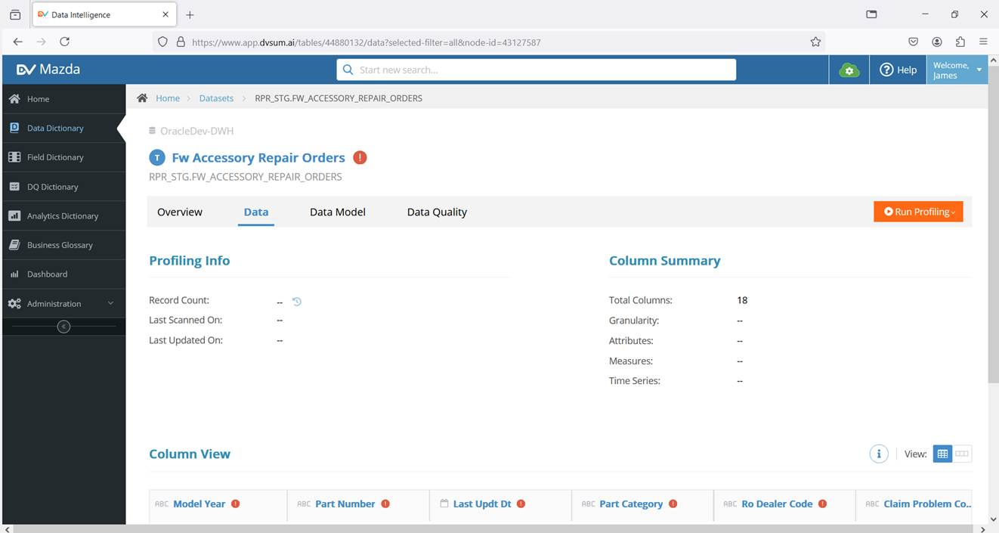 Data Intelligence
https://www.app.dvsum.ai/tables/44880132/data?selected-filter=all&node-id=43127587
DV Mazda
Start new search...
Help
Welcome,
James
Home
Data Dictionary
Field Dictionary
DQ Dictionary
Analytics Dictionary
Business Glossary
Dashboard
Administration
Home > Datasets > RPR_STG.FW_ACCESSORY_REPAIR_ORDERS
OracleDev-DWH
T Fw Accessory Repair Orders !
RPR_STG.FW_ACCESSORY_REPAIR_ORDERS
Overview Data Data Model Data Quality Run Profiling
Profiling Info
Record Count: --
Last Scanned On: --
Last Updated On: --
Column Summary
Total Columns: 18
Granularity: --
Attributes: --
Measures: --
Time Series: --
Column View
i View:
ABC Model Year ! ABC Part Number ! Last Updt Dt ! ABC Part Category ! ABC Ro Dealer Code ! ABC Claim Problem Co..